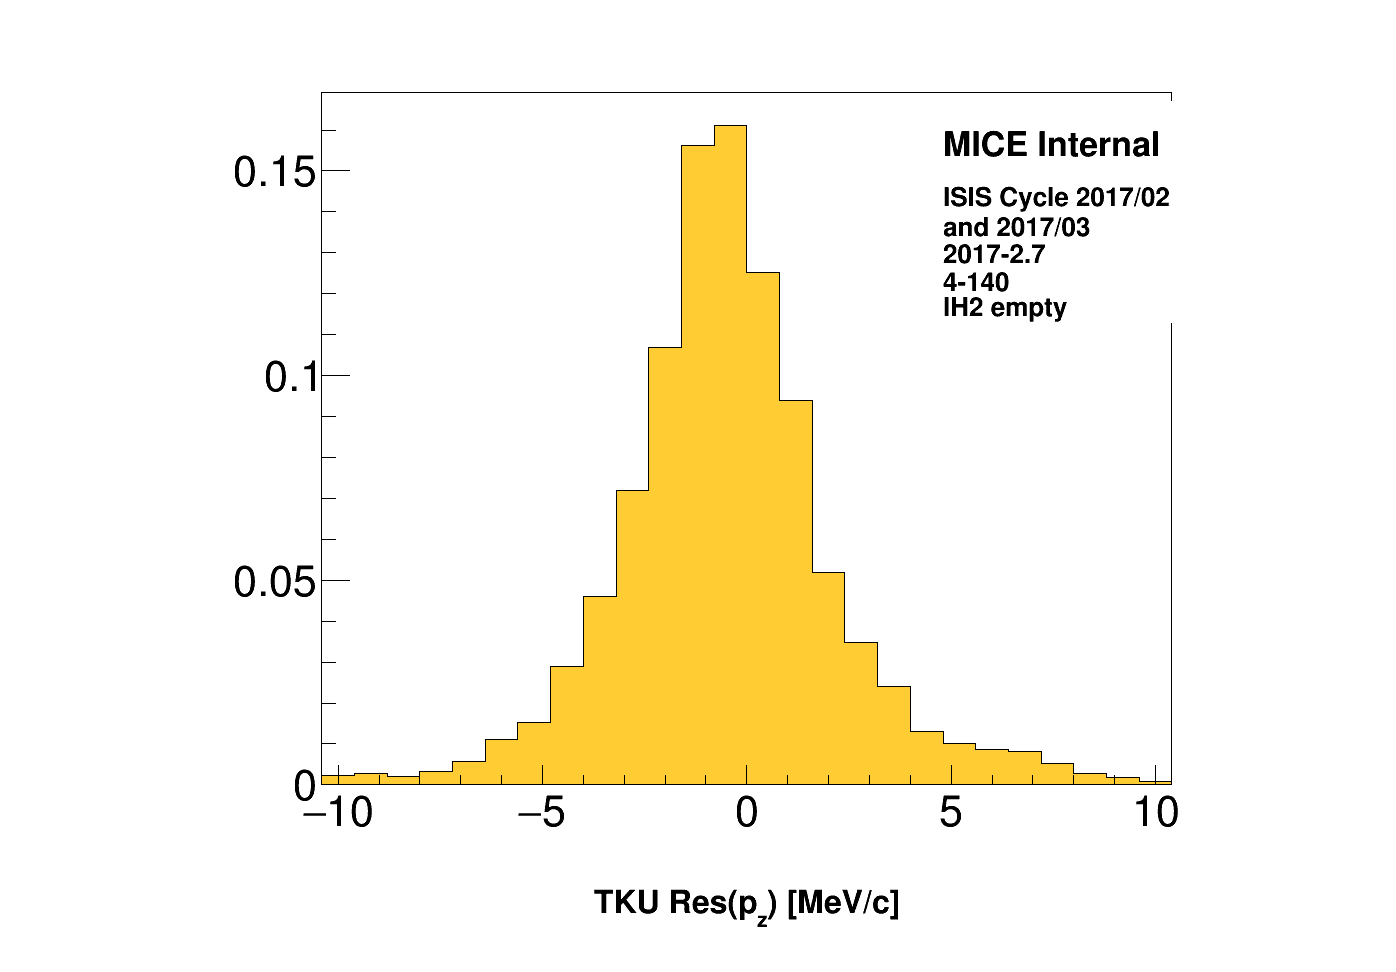 MICE Internal
ISIS Cycle 2017/02
and 2017/03
2017-2.7
4-140
lH2 empty
0.15
0.1
0.05
0
−10 −5 0 5 10
TKU Res(pz) [MeV/c]